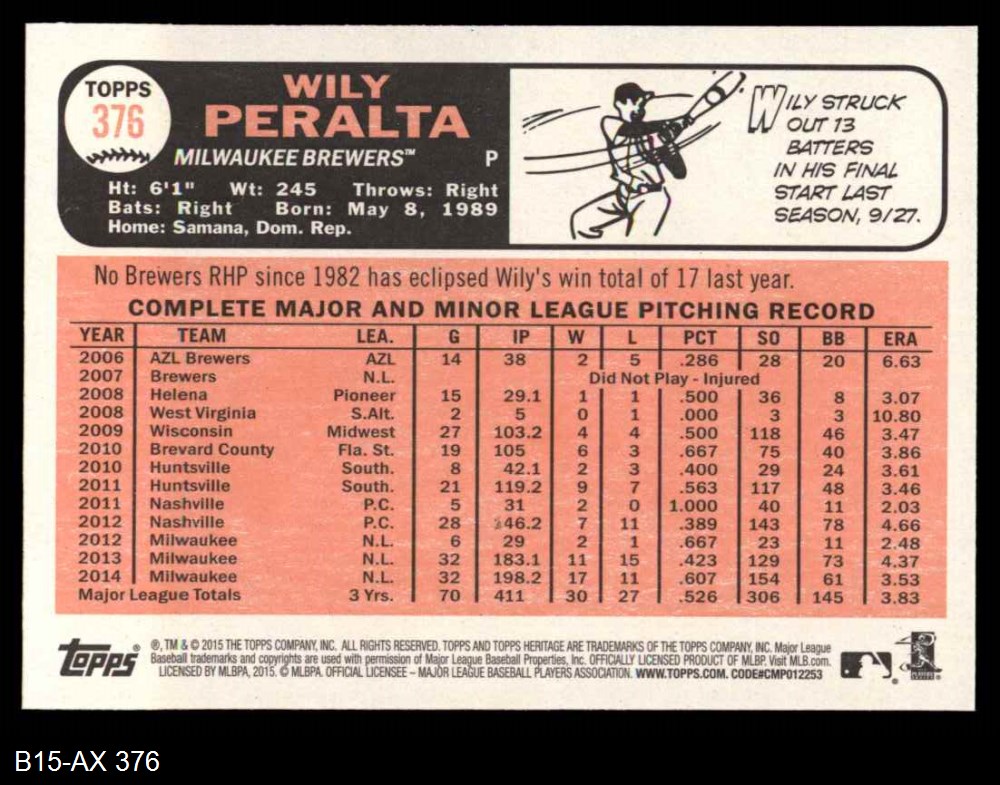 TOPPS
376
WILY
PERALTA
MILWAUKEE BREWERS™ P
Ht: 6'1" Wt: 245 Throws: Right
Bats: Right Born: May 8, 1989
Home: Samana, Dom. Rep.
WILY STRUCK
OUT 13
BATTERS
IN HIS FINAL
START LAST
SEASON, 9/27.
No Brewers RHP since 1982 has eclipsed Wily's win total of 17 last year.
COMPLETE MAJOR AND MINOR LEAGUE PITCHING RECORD
YEAR TEAM LEA. G IP W L PCT SO BB ERA
2006 AZL Brewers AZL 14 38 2 5 .286 28 20 6.63
2007 Brewers N.L. Did Not Play - Injured
2008 Helena Pioneer 15 29.1 1 1 .500 36 8 3.07
2008 West Virginia S.Alt. 2 5 0 1 .000 3 3 10.80
2009 Wisconsin Midwest 27 103.2 4 4 .500 118 46 3.47
2010 Brevard County Fla. St. 19 105 6 3 .667 75 40 3.86
2010 Huntsville South. 8 42.1 2 3 .400 29 24 3.61
2011 Huntsville South. 21 119.2 9 7 .563 117 48 3.46
2011 Nashville P.C. 5 31 2 0 1.000 40 11 2.03
2012 Nashville P.C. 28 146.2 7 11 .389 143 78 4.66
2012 Milwaukee N.L. 6 29 2 1 .667 23 11 2.48
2013 Milwaukee N.L. 32 183.1 11 15 .423 129 73 4.37
2014 Milwaukee N.L. 32 198.2 17 11 .607 154 61 3.53
Major League Totals 3 Yrs. 70 411 30 27 .526 306 145 3.83
topps®
®, TM & © 2015 THE TOPPS COMPANY, INC. ALL RIGHTS RESERVED. TOPPS AND TOPPS HERITAGE ARE TRADEMARKS OF THE TOPPS COMPANY, INC. Major League
Baseball trademarks and copyrights are used with permission of Major League Baseball Properties, Inc. OFFICIALLY LICENSED PRODUCT OF MLBP. Visit MLB.com.
LICENSED BY MLBPA, 2015. © MLBPA. OFFICIAL LICENSEE – MAJOR LEAGUE BASEBALL PLAYERS ASSOCIATION. WWW.TOPPS.COM. CODE#CMP012253
B15-AX 376